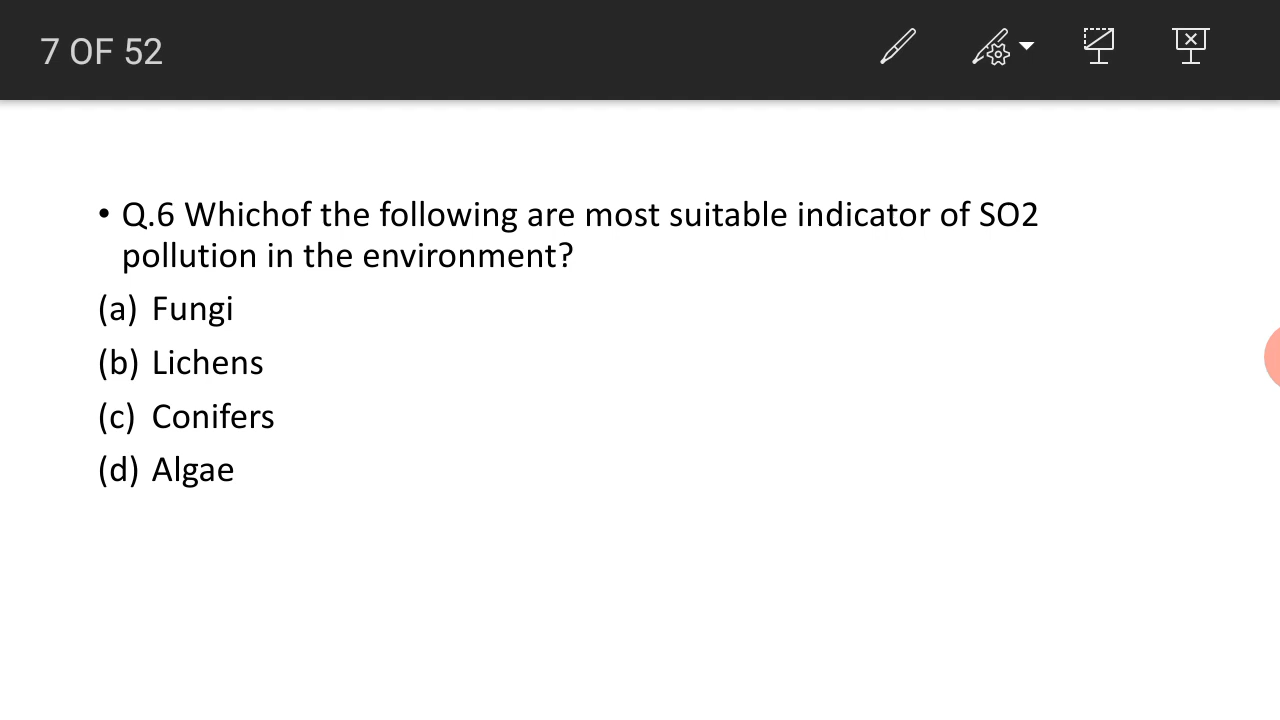 7 OF 52
• Q.6 Whichof the following are most suitable indicator of SO2
pollution in the environment?
(a) Fungi
(b) Lichens
(c) Conifers
(d) Algae